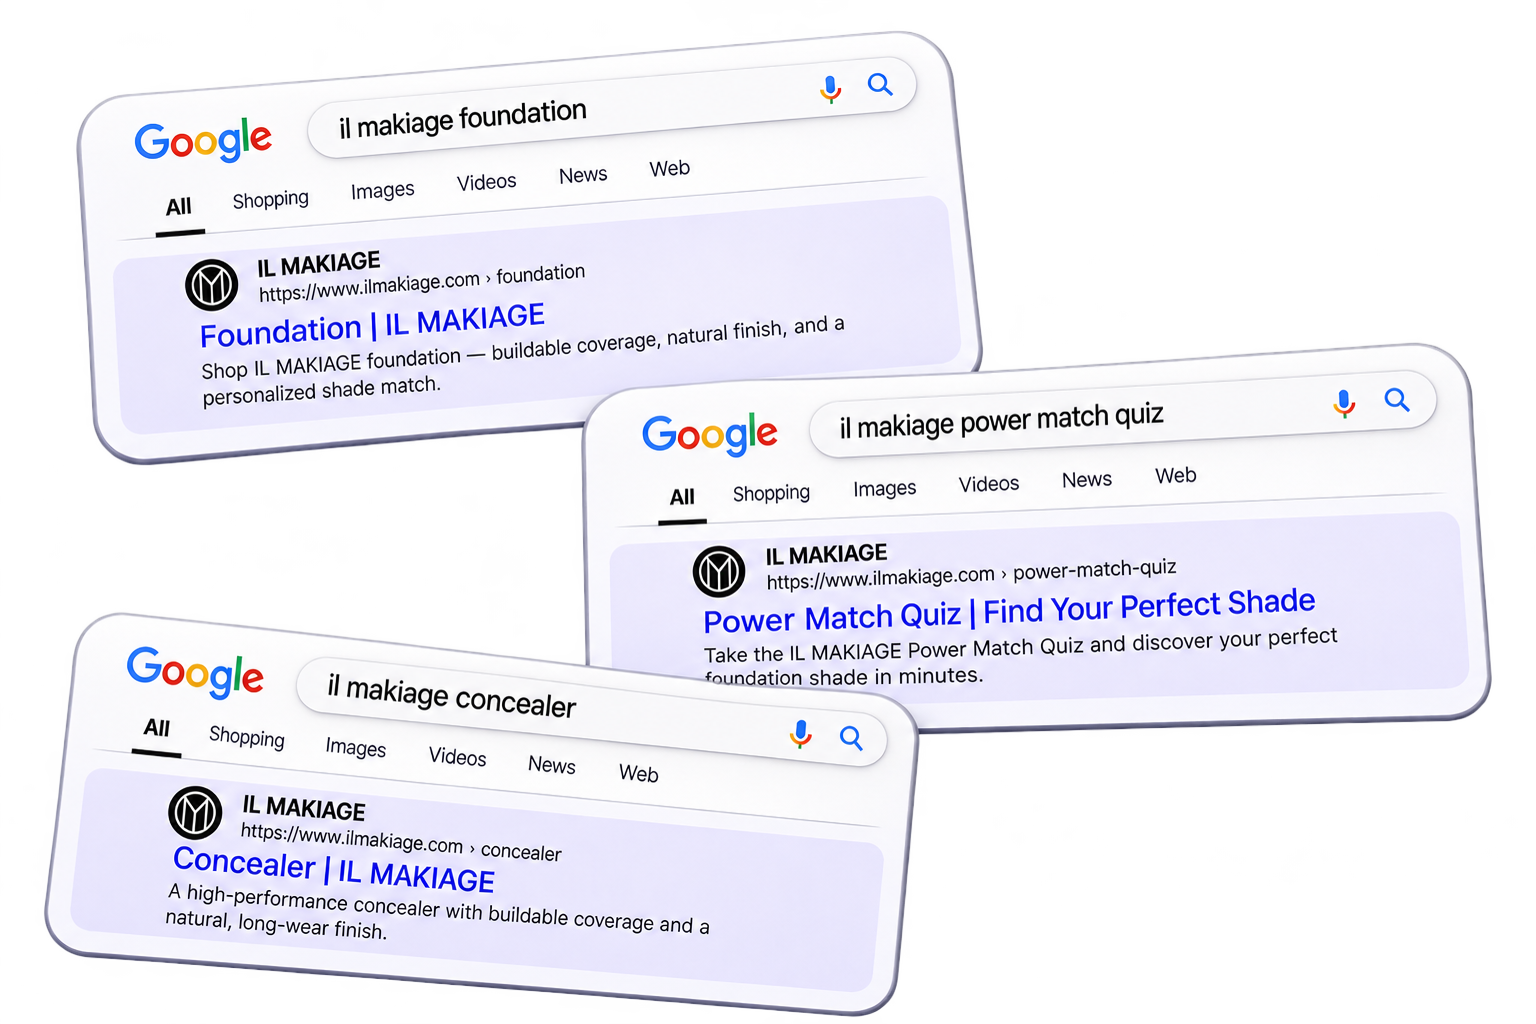 Google
il makiage foundation
All Shopping Images Videos News Web
IL MAKIAGE
https://www.ilmakiage.com › foundation
Foundation | IL MAKIAGE
Shop IL MAKIAGE foundation — buildable coverage, natural finish, and a
personalized shade match.
Google
il makiage power match quiz
All Shopping Images Videos News Web
IL MAKIAGE
https://www.ilmakiage.com › power-match-quiz
Power Match Quiz | Find Your Perfect Shade
Take the IL MAKIAGE Power Match Quiz and discover your perfect
foundation shade in minutes.
Google
il makiage concealer
All Shopping Images Videos News Web
IL MAKIAGE
https://www.ilmakiage.com › concealer
Concealer | IL MAKIAGE
A high-performance concealer with buildable coverage and a
natural, long-wear finish.